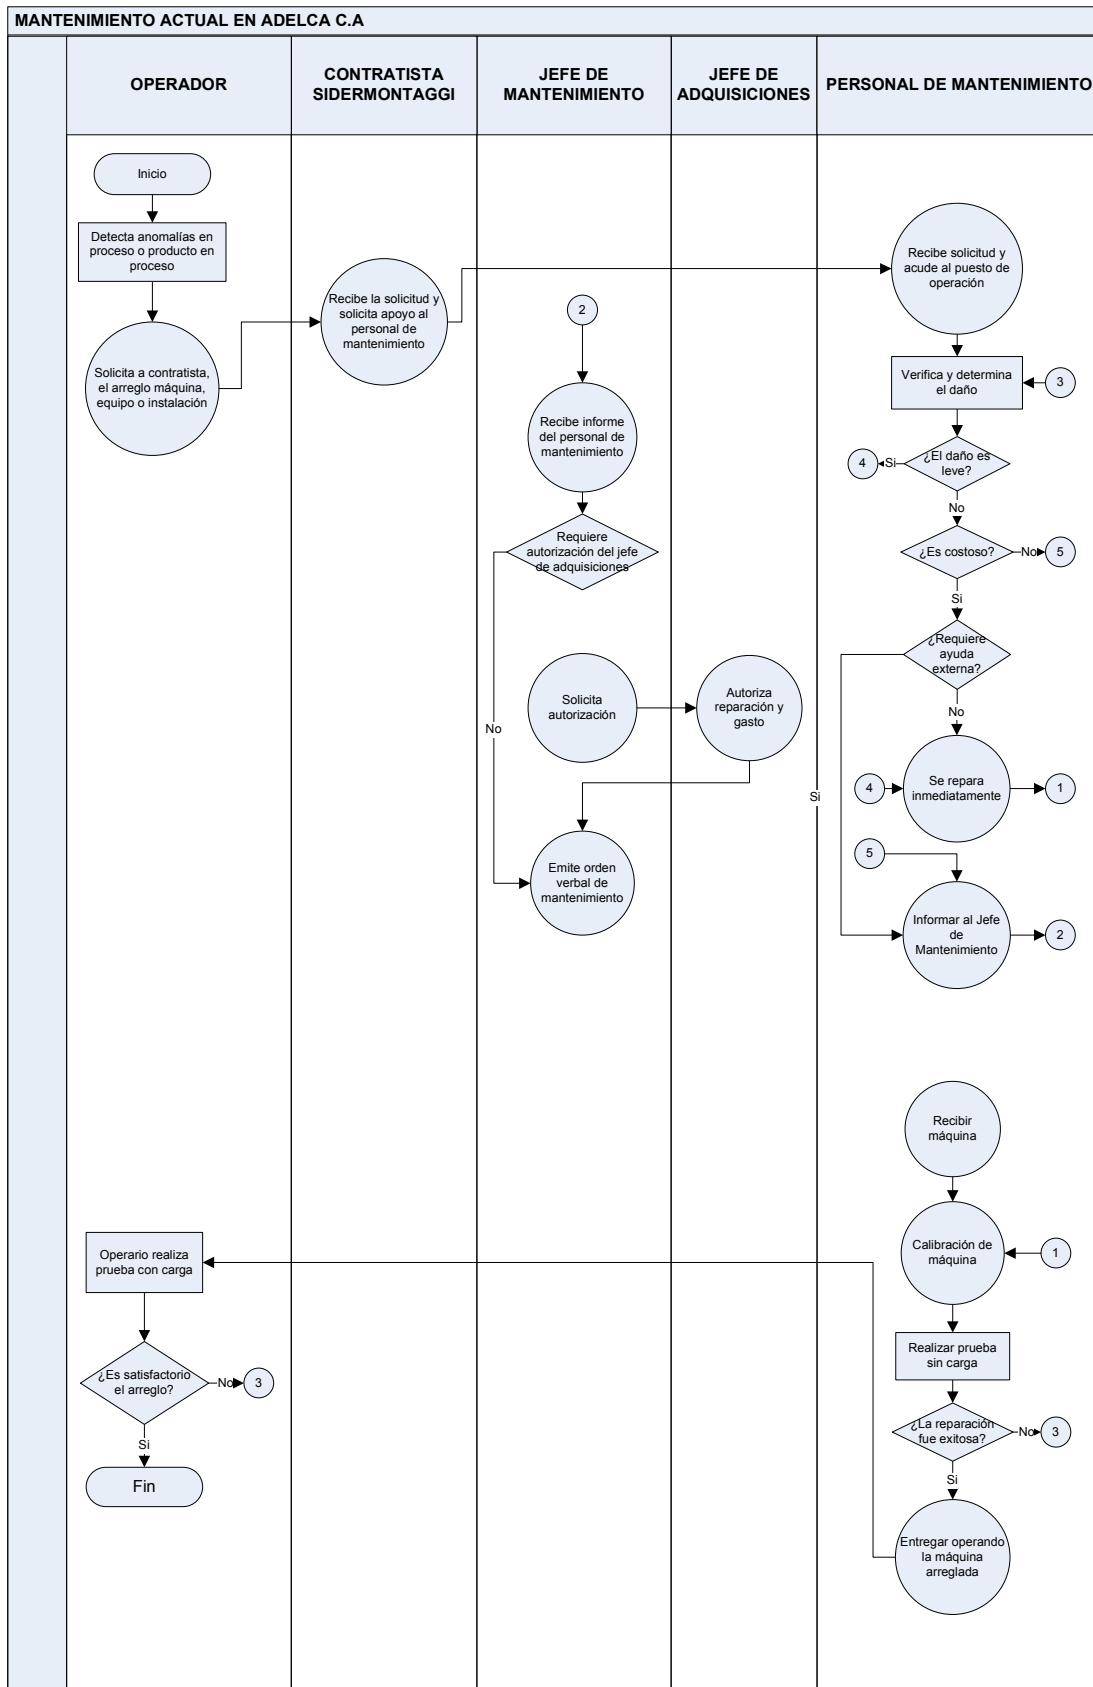 MANTENIMIENTO ACTUAL EN ADELCA C.A
OPERADOR
CONTRATISTA
SIDERMONTAGGI
JEFE DE
MANTENIMIENTO
JEFE DE
ADQUISICIONES
PERSONAL DE MANTENIMIENTO
Inicio
Detecta anomalías en
proceso o producto en
proceso
Solicita a contratista,
el arreglo máquina,
equipo o instalación
Recibe la solicitud y
solicita apoyo al
personal de
mantenimiento
Recibe solicitud y
acude al puesto de
operación
Verifica y determina
el daño
3
¿El daño es
leve?
Si
4
No
¿Es costoso?
No
5
Si
¿Requiere
ayuda
externa?
No
Si
Se repara
inmediatamente
4
1
5
Informar al Jefe
de
Mantenimiento
2
2
Recibe informe
del personal de
mantenimiento
Requiere
autorización del jefe
de adquisiciones
No
Solicita
autorización
Autoriza
reparación y
gasto
Emite orden
verbal de
mantenimiento
Recibir
máquina
Calibración de
máquina
1
Realizar prueba
sin carga
¿La reparación
fue exitosa?
No
3
Si
Entregar operando
la máquina
arreglada
Operario realiza
prueba con carga
¿Es satisfactorio
el arreglo?
No
3
Si
Fin